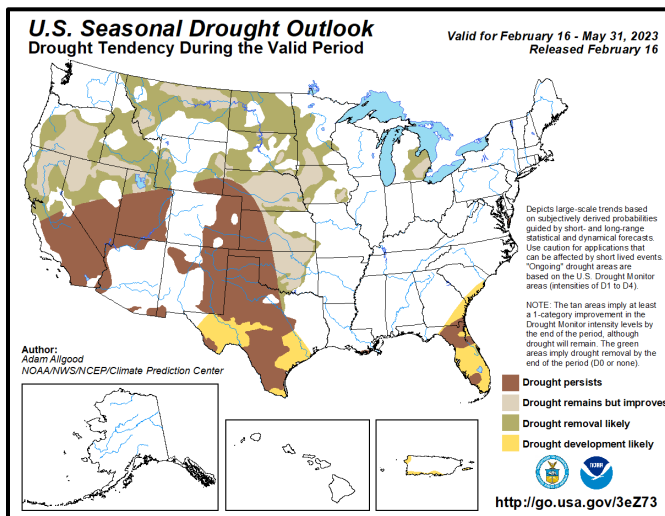 U.S. Seasonal Drought Outlook
Drought Tendency During the Valid Period
Valid for February 16 - May 31, 2023
Released February 16
Depicts large-scale trends based
on subjectively derived probabilities
guided by short- and long-range
statistical and dynamical forecasts.
Use caution for applications that
can be affected by short lived events.
"Ongoing" drought areas are
based on the U.S. Drought Monitor
areas (intensities of D1 to D4).
NOTE: The tan areas imply at least
a 1-category improvement in the
Drought Monitor intensity levels by
the end of the period, although
drought will remain. The green
areas imply drought removal by the
end of the period (D0 or none).
Author:
Adam Allgood
NOAA/NWS/NCEP/Climate Prediction Center
Drought persists
Drought remains but improves
Drought removal likely
Drought development likely
NOAA
http://go.usa.gov/3eZ73